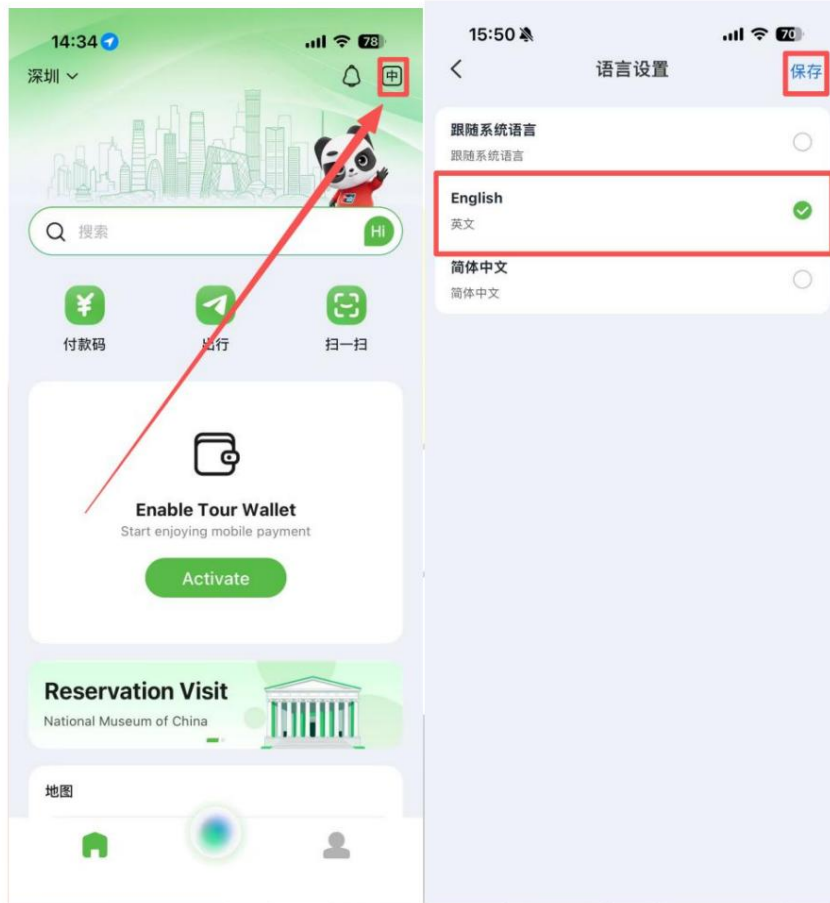 14:34
78
深圳
中
搜索
Hi
付款码
出行
扫一扫
Enable Tour Wallet
Start enjoying mobile payment
Activate
Reservation Visit
National Museum of China
地图
15:50
70
语言设置
保存
跟随系统语言
跟随系统语言
English
英文
简体中文
简体中文